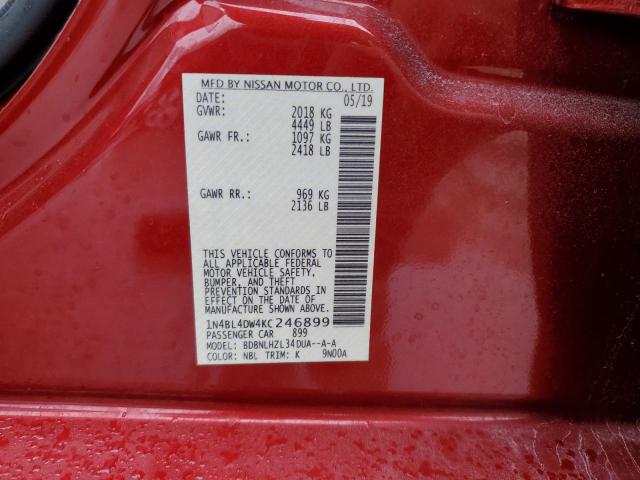 MFD BY NISSAN MOTOR CO., LTD.
DATE: 05/19
GVWR: 2018 KG
4449 LB
GAWR FR.: 1097 KG
2418 LB
GAWR RR.: 969 KG
2136 LB
THIS VEHICLE CONFORMS TO
ALL APPLICABLE FEDERAL
MOTOR VEHICLE SAFETY,
BUMPER, AND THEFT
PREVENTION STANDARDS IN
EFFECT ON THE DATE OF
MANUFACTURE SHOWN ABOVE.
1N4BL4DW4KC246899
PASSENGER CAR 899
MODEL: BDBNLHZL34DUA--A-A
COLOR: NBL TRIM: K 9N00A